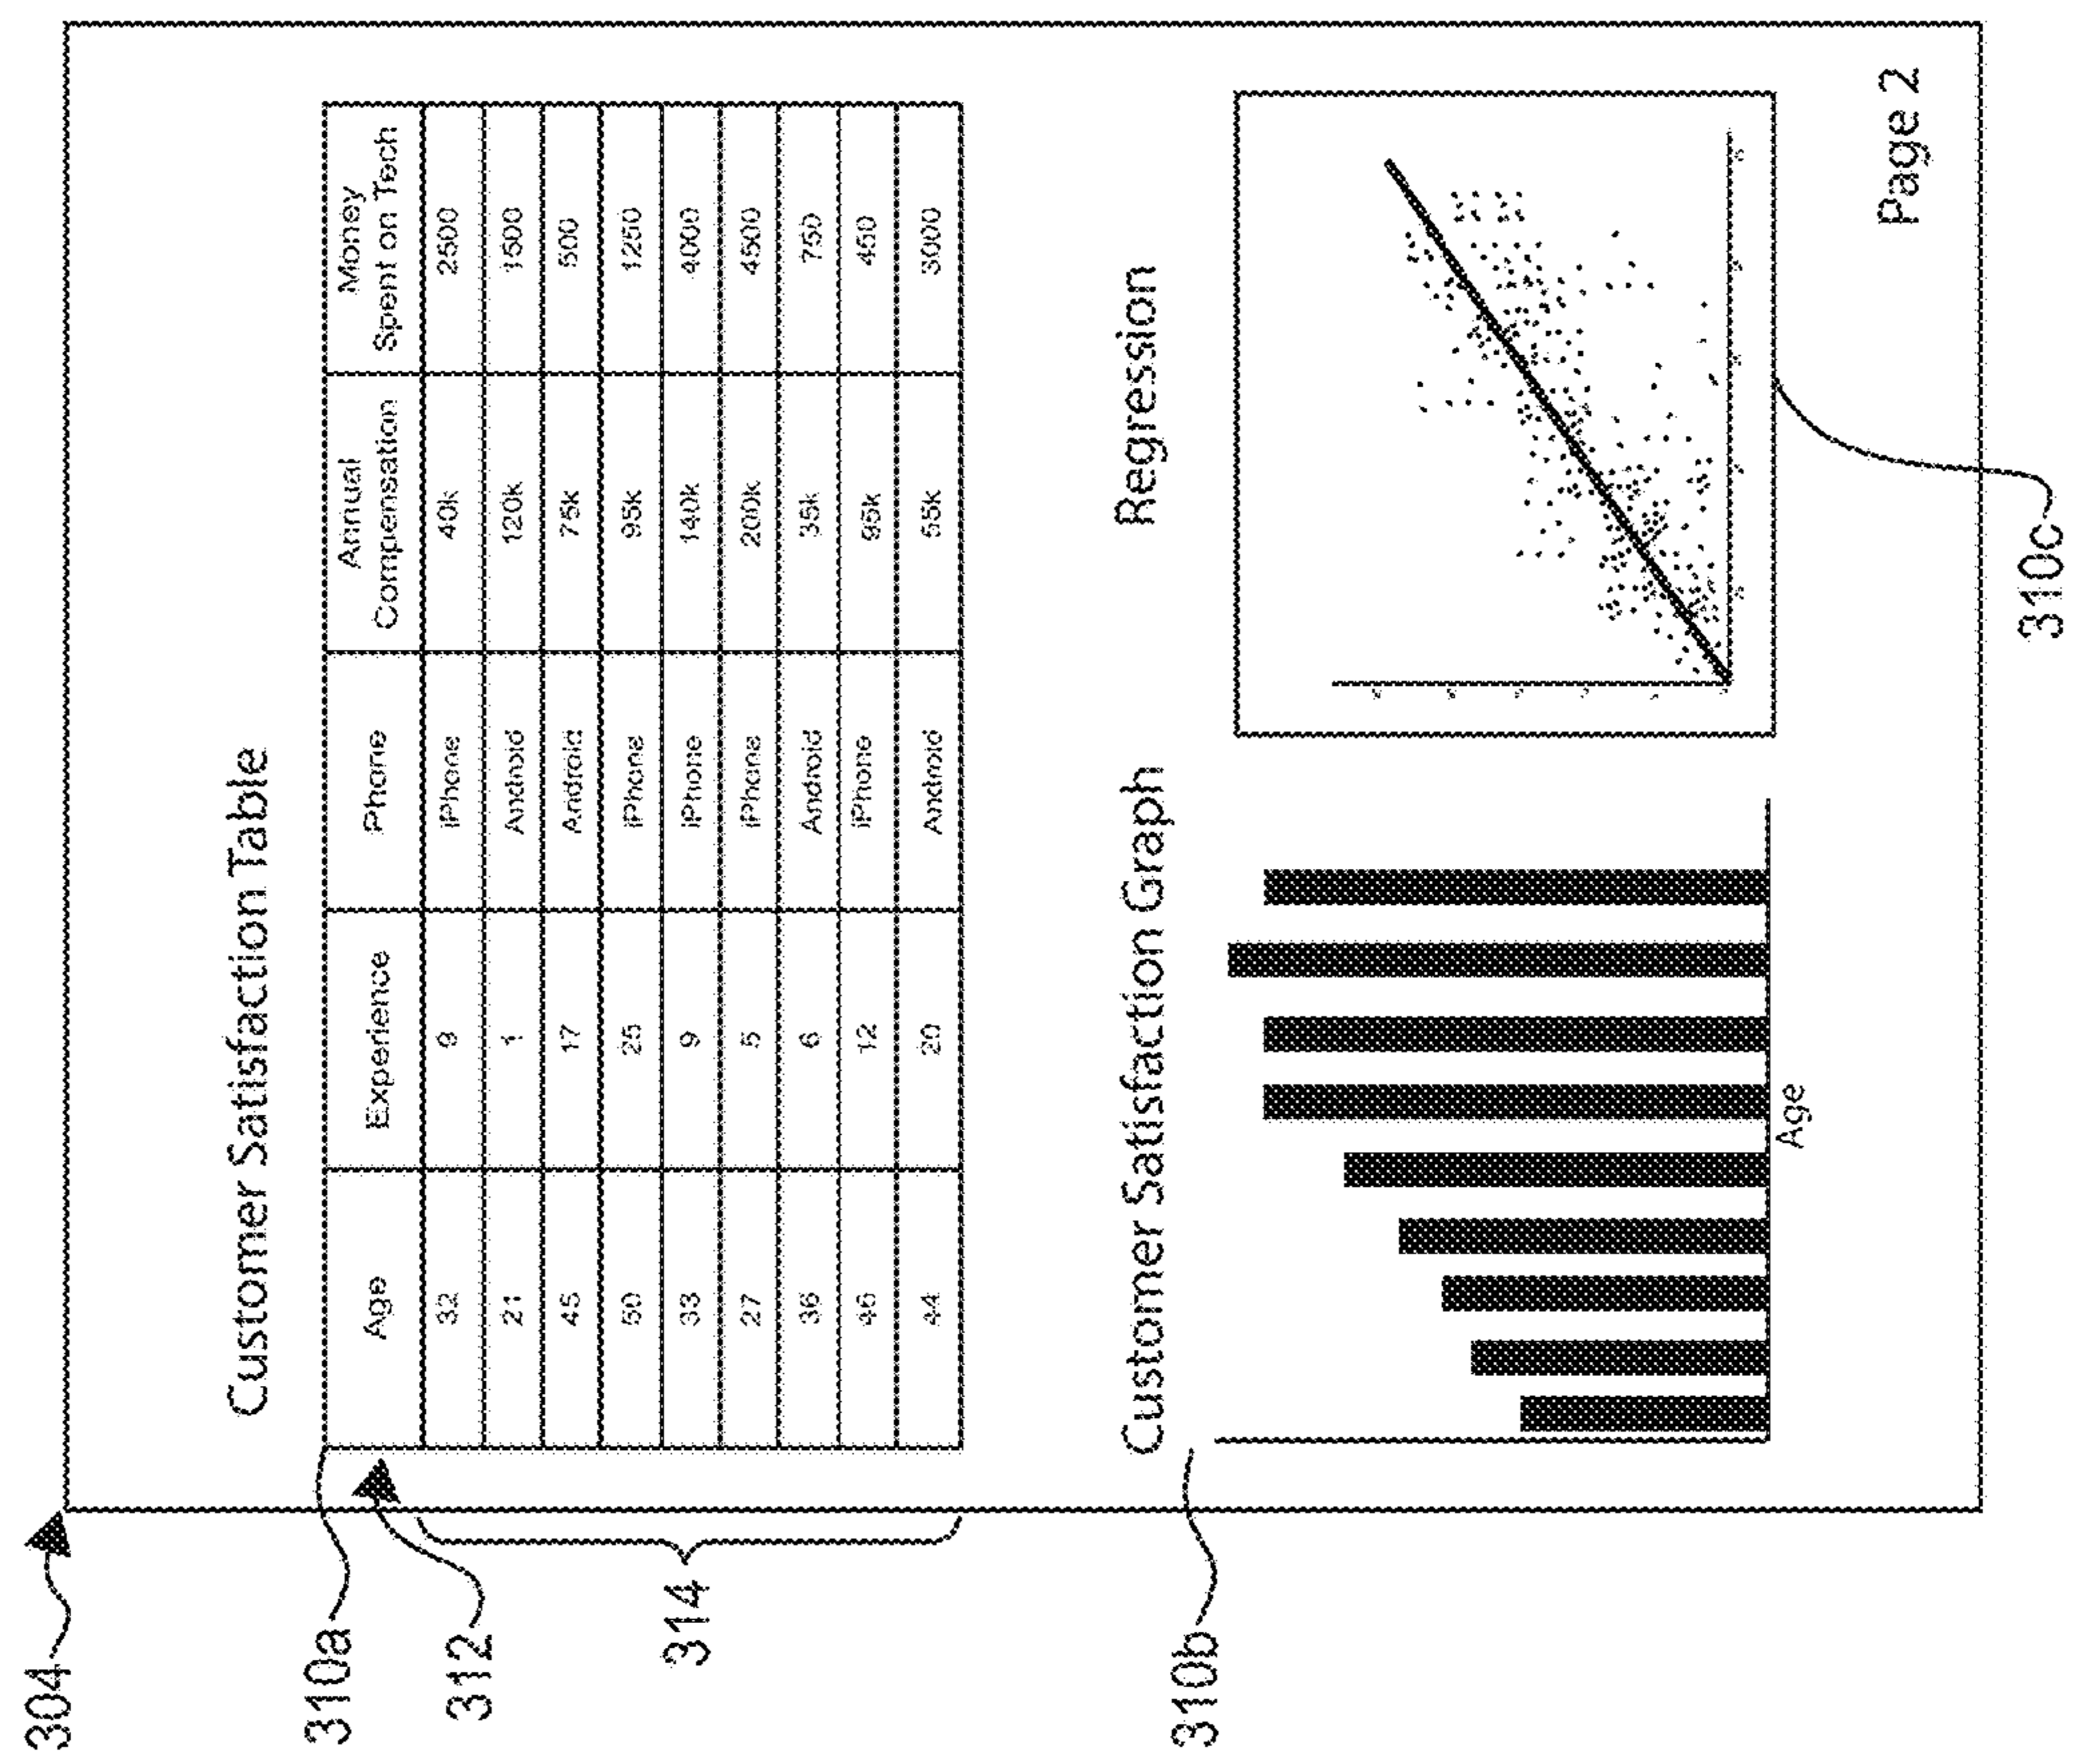 304
Customer Satisfaction Table
310a
312
Age Experience Phone Annual Compensation Money Spent on Tech
32 iPhone 40k 2500
21 1 Android 120k 1500
45 17 Android 75k 500
50 25 iPhone 95k 1250
33 9 iPhone 140k 4000
27 5 iPhone 200k 4500
36 6 Android 35k 750
46 12 iPhone 450
44 20 Android 55k 3000
314
Customer Satisfaction Graph
Regression
310b
Age
310c
Page 2